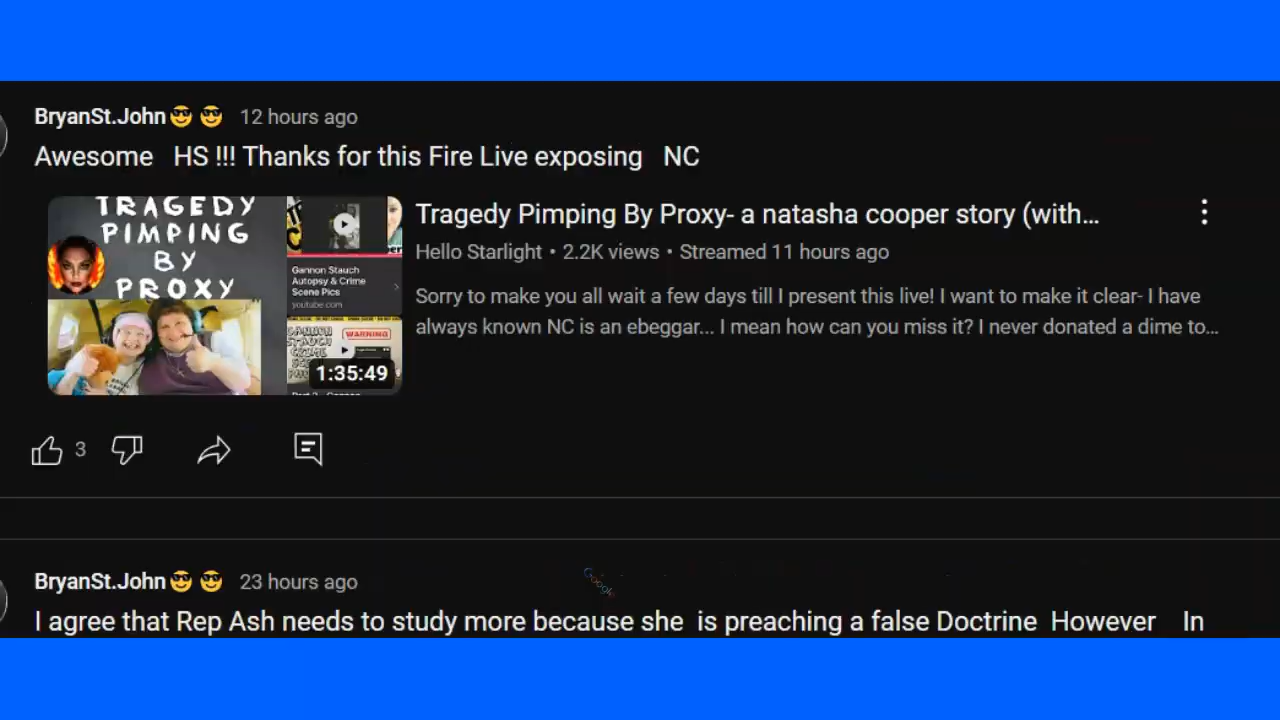 BryanSt.John😎 😎 12 hours ago
Awesome HS !!! Thanks for this Fire Live exposing NC
TRAGEDY
PIMPING
BY
PROXY
Gannon Stauch
Autopsy & Crime
Scene Pics
youtube.com
GANNON
STAUCH
CRIME
WARNING
1:35:49
Tragedy Pimping By Proxy- a natasha cooper story (with...
Hello Starlight • 2.2K views • Streamed 11 hours ago
Sorry to make you all wait a few days till I present this live! I want to make it clear- I have
always known NC is an ebeggar... I mean how can you miss it? I never donated a dime to...
3
BryanSt.John😎 😎 23 hours ago
Google
I agree that Rep Ash needs to study more because she is preaching a false Doctrine However In